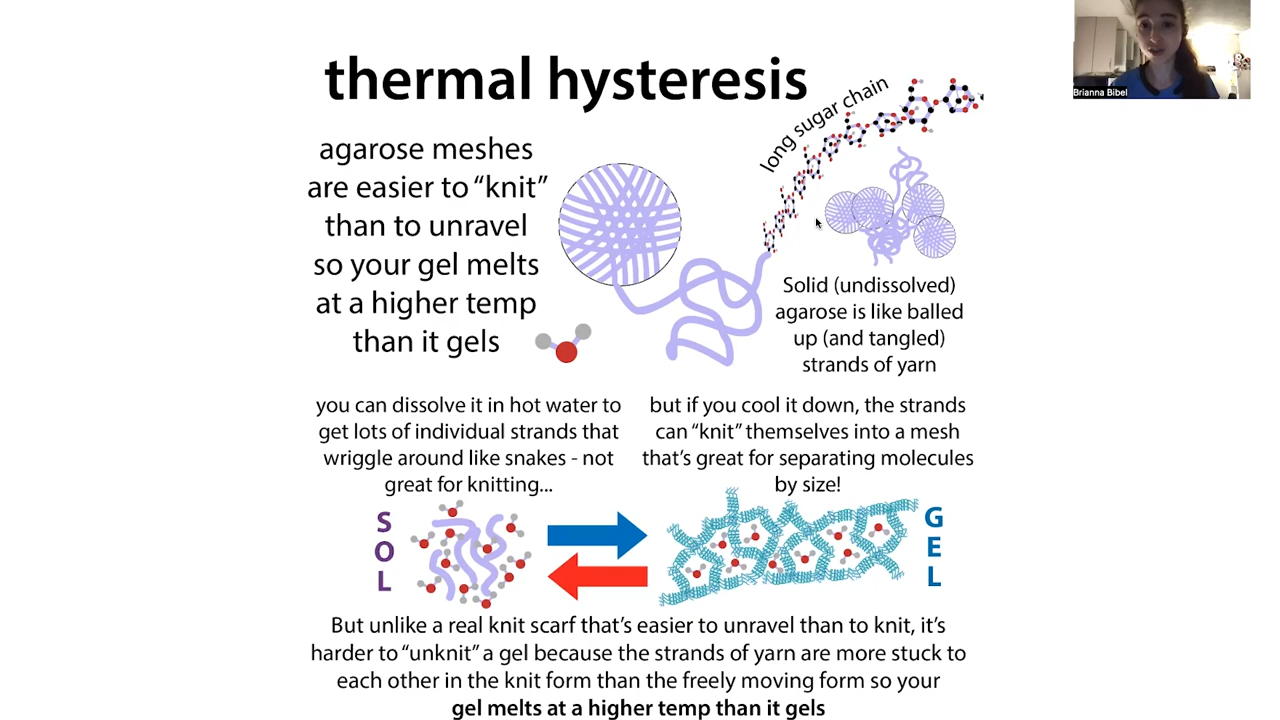 thermal hysteresis
agarose meshes
are easier to “knit”
than to unravel
so your gel melts
at a higher temp
than it gels
long sugar chain
Solid (undissolved)
agarose is like balled
up (and tangled)
strands of yarn
you can dissolve it in hot water to
get lots of individual strands that
wriggle around like snakes - not
great for knitting...
but if you cool it down, the strands
can “knit” themselves into a mesh
that’s great for separating molecules
by size!
SOL
GEL
But unlike a real knit scarf that’s easier to unravel than to knit, it’s
harder to “unknit” a gel because the strands of yarn are more stuck to
each other in the knit form than the freely moving form so your
gel melts at a higher temp than it gels
Brianna Bibel